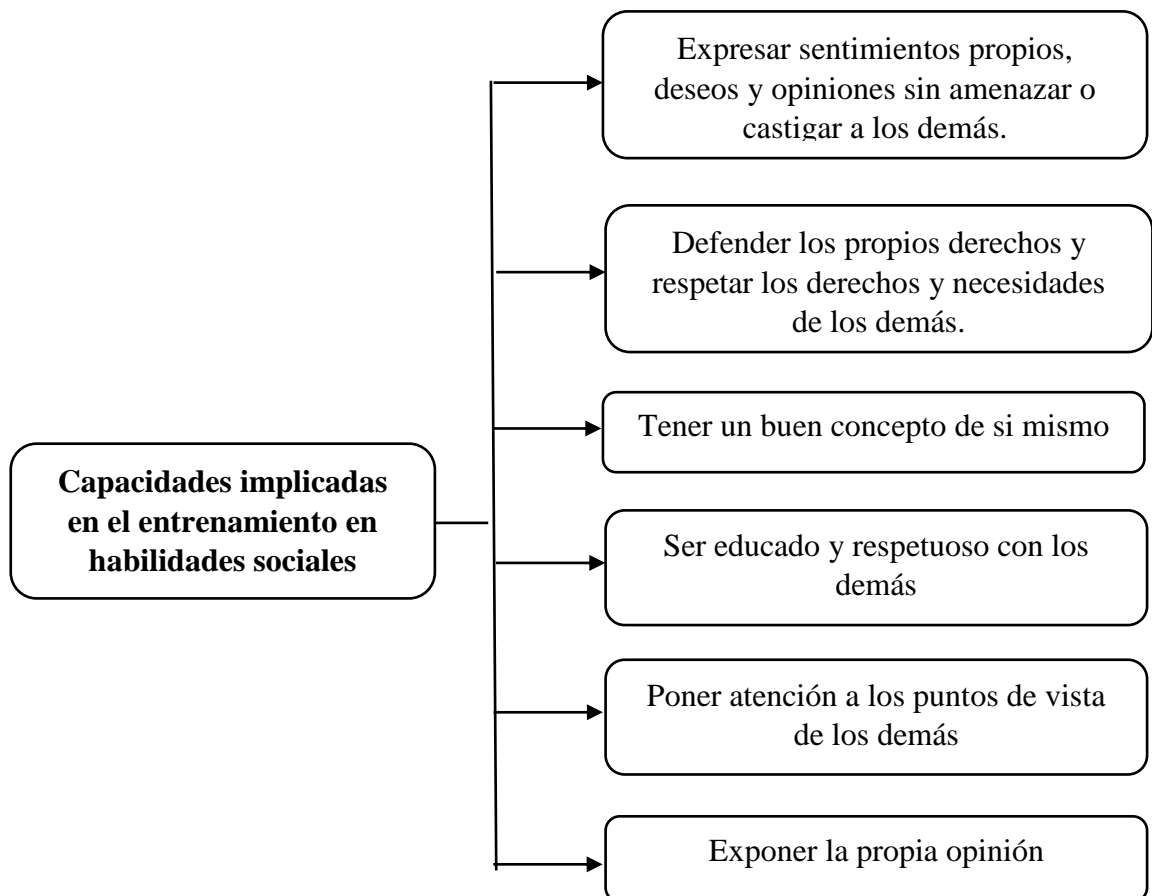 Expresar sentimientos propios,
deseos y opiniones sin amenazar o
castigar a los demás.
Defender los propios derechos y
respetar los derechos y necesidades
de los demás.
Tener un buen concepto de si mismo
Capacidades implicadas
en el entrenamiento en
habilidades sociales
Ser educado y respetuoso con los
demás
Poner atención a los puntos de vista
de los demás
Exponer la propia opinión